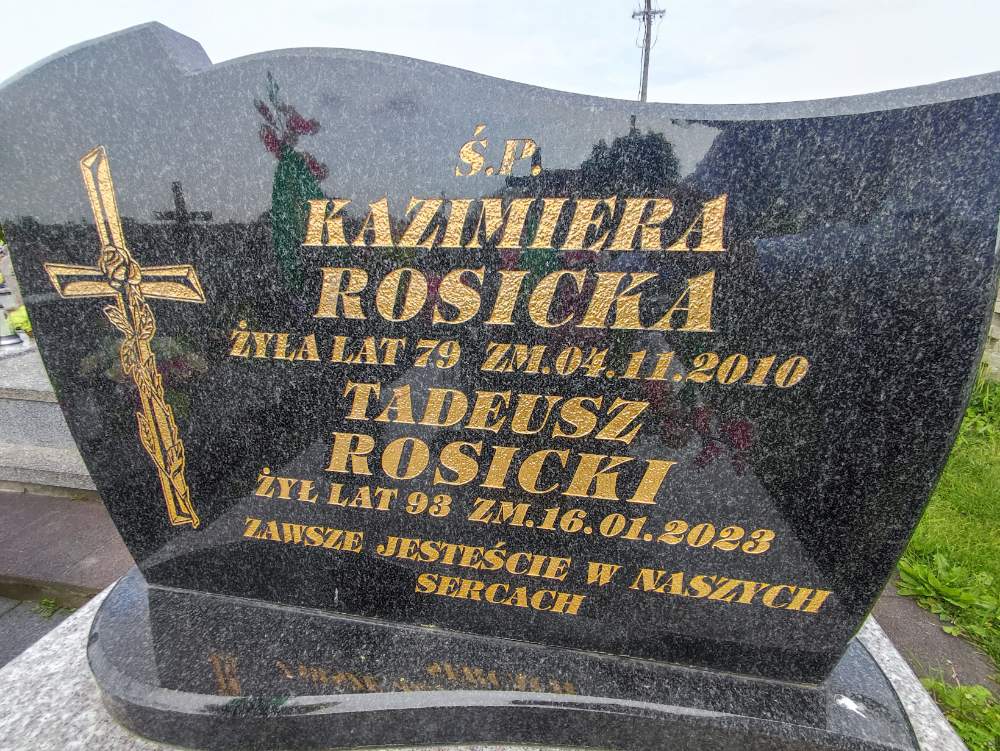 Ś.P.
KAZIMIERA
ROSICKA
ŻYŁA LAT 79 ZM.04.11.2010
TADEUSZ
ROSICKI
ŻYŁ LAT 93 ZM.16.01.2023
ZAWSZE JESTEŚCIE W NASZYCH
SERCACH